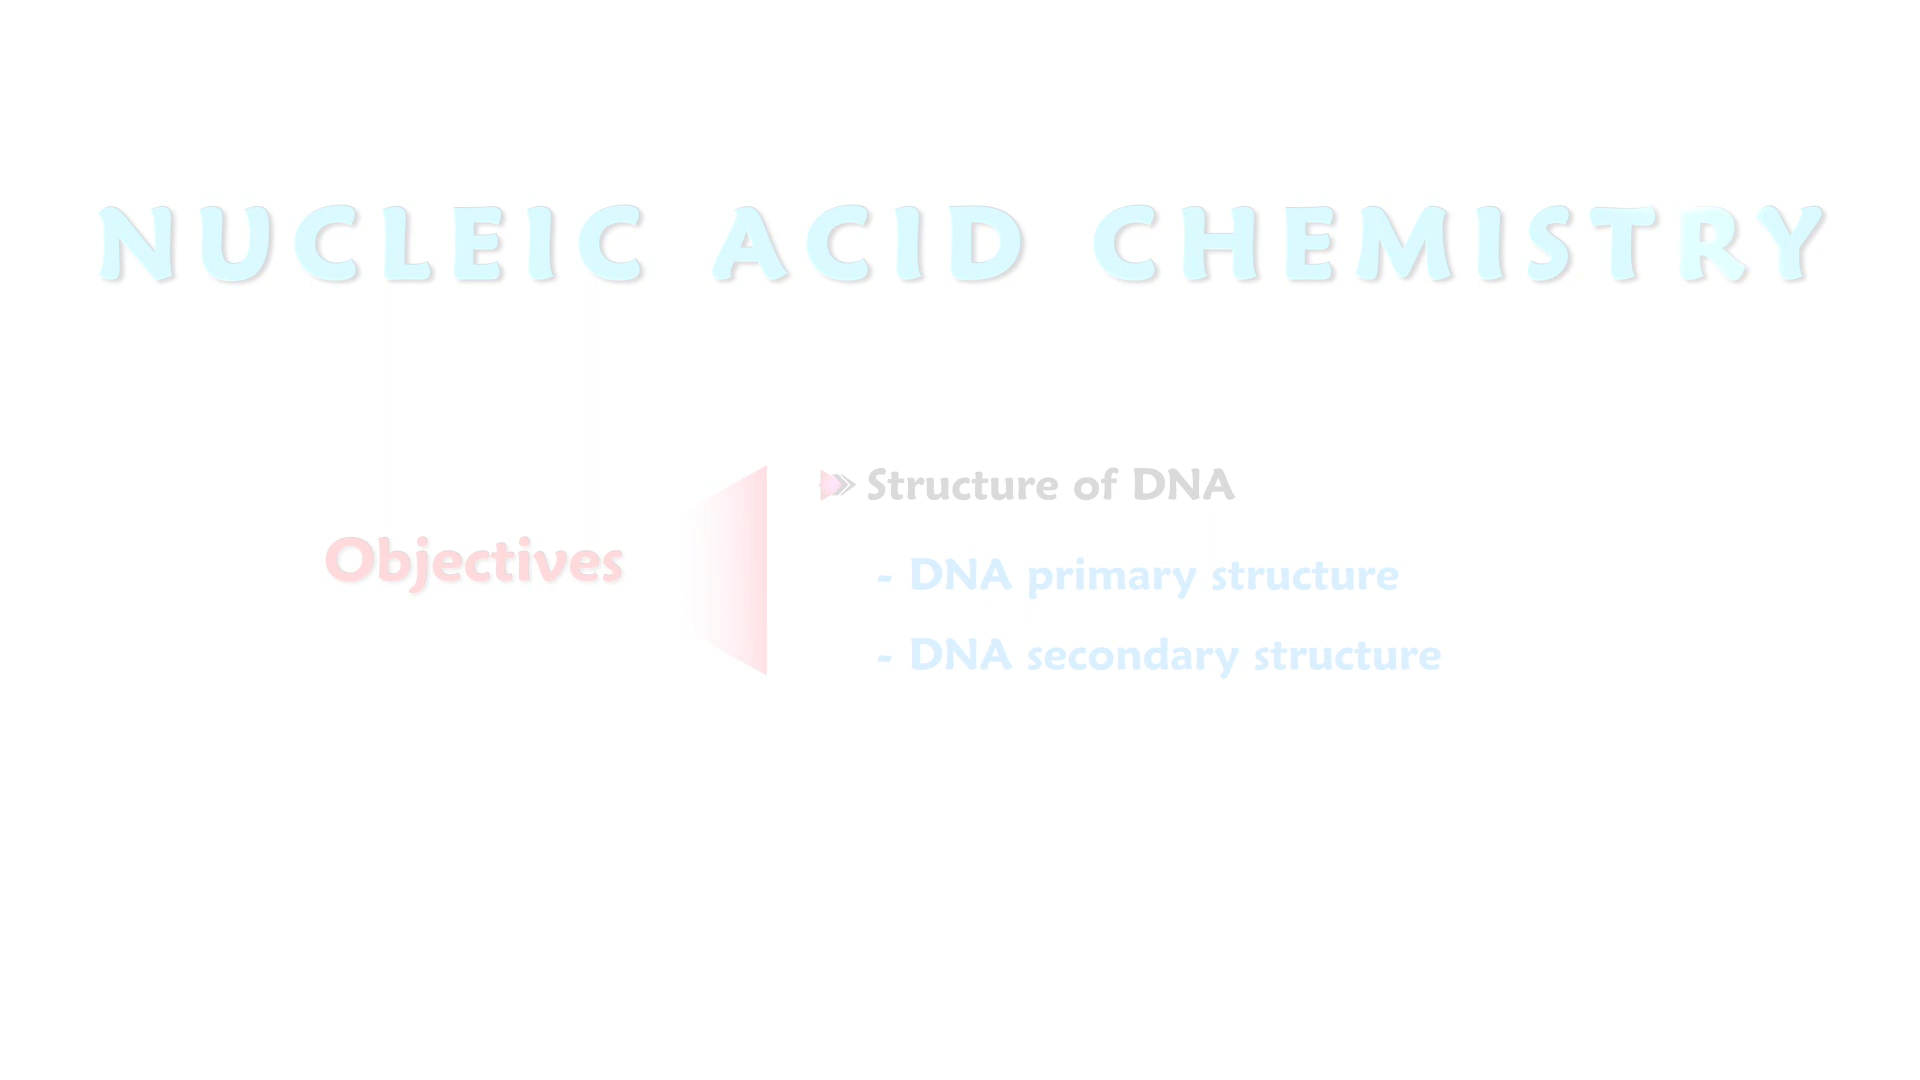 NUCLEIC ACID CHEMISTRY
Objectives
Structure of DNA
- DNA primary structure
- DNA secondary structure